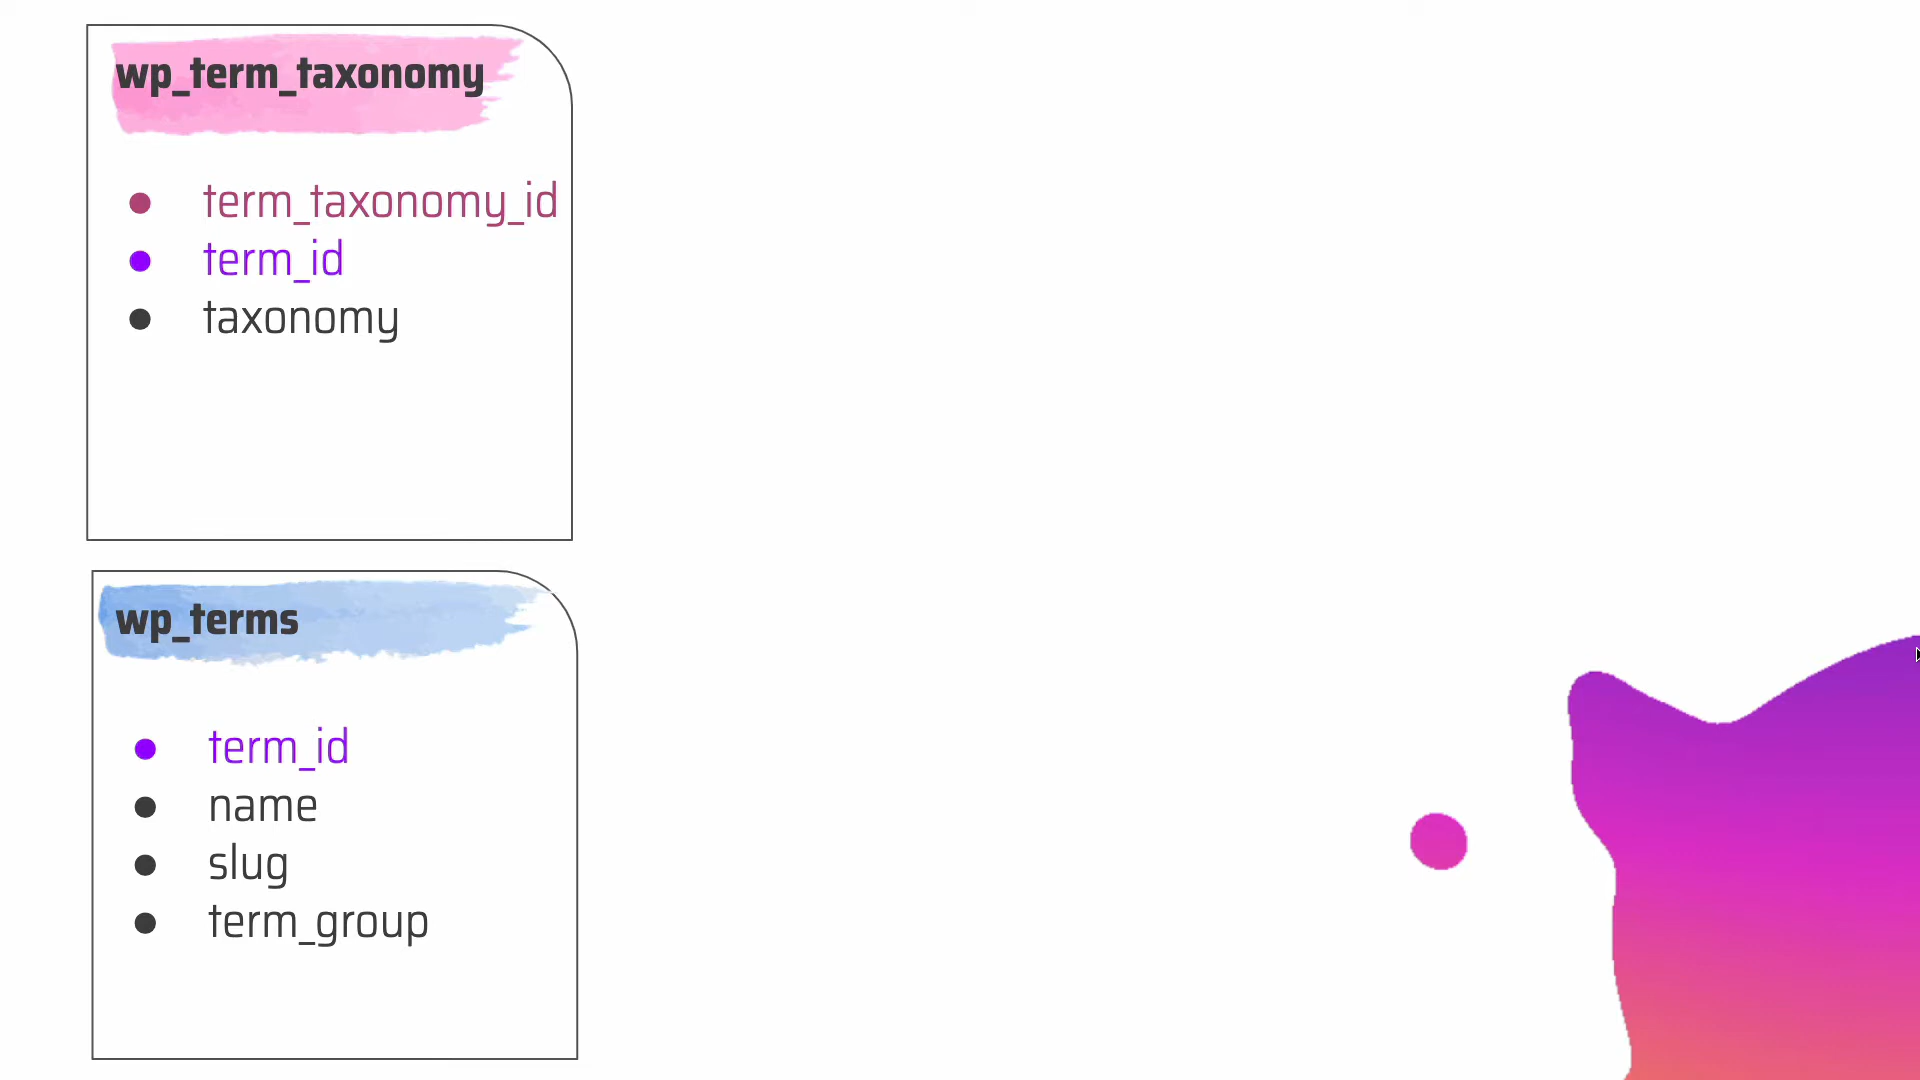 wp_term_taxonomy
● term_taxonomy_id
● term_id
● taxonomy
wp_terms
● term_id
● name
● slug
● term_group